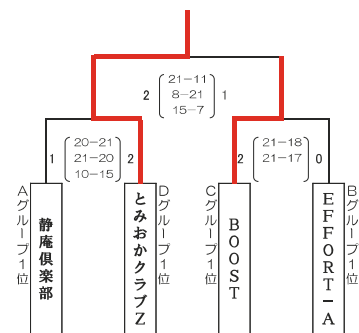 2 21-11 1
8-21
15-7
1 20-21 2
21-20
10-15
2 21-18 0
21-17
Aグループ1位
静庵倶楽部
とみおかクラブZ
Dグループ1位
Cグループ1位
BOOST
EFFORT-A
Bグループ1位